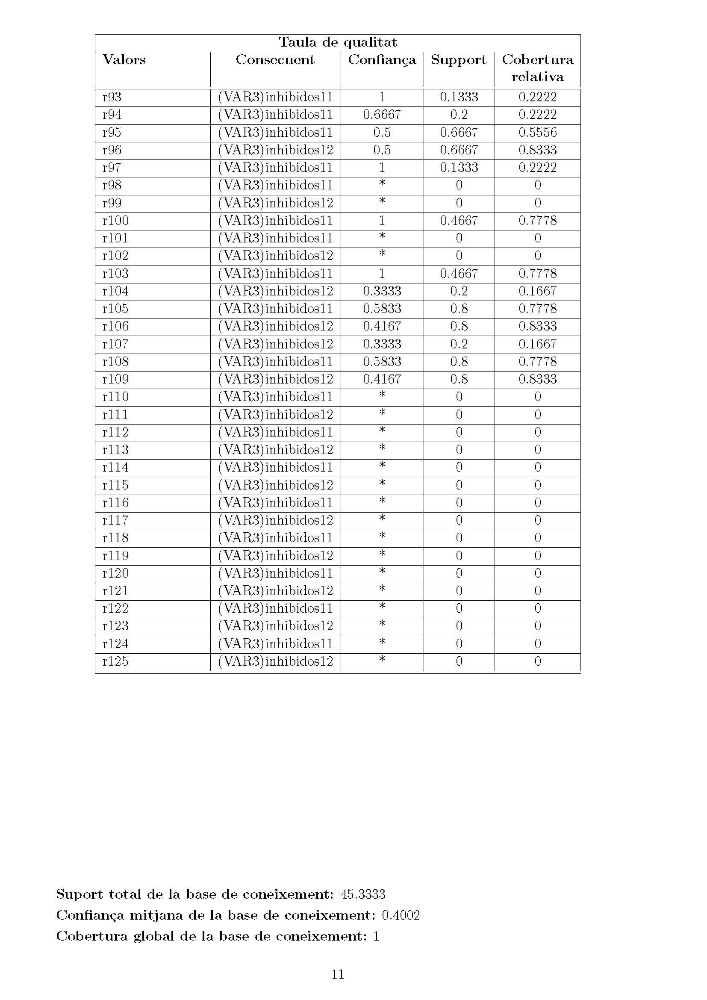 Taula de qualitat
Valors Consecuent Confiança Support Cobertura
relativa
r93 (VAR3)inhibidos11 1 0.1333 0.2222
r94 (VAR3)inhibidos11 0.6667 0.2 0.2222
r95 (VAR3)inhibidos11 0.5 0.6667 0.5556
r96 (VAR3)inhibidos12 0.5 0.6667 0.8333
r97 (VAR3)inhibidos11 1 0.1333 0.2222
r98 (VAR3)inhibidos11 * 0 0
r99 (VAR3)inhibidos12 * 0 0
r100 (VAR3)inhibidos11 1 0.4667 0.7778
r101 (VAR3)inhibidos11 * 0 0
r102 (VAR3)inhibidos12 * 0 0
r103 (VAR3)inhibidos11 1 0.4667 0.7778
r104 (VAR3)inhibidos12 0.3333 0.2 0.1667
r105 (VAR3)inhibidos11 0.5833 0.8 0.7778
r106 (VAR3)inhibidos12 0.4167 0.8 0.8333
r107 (VAR3)inhibidos12 0.3333 0.2 0.1667
r108 (VAR3)inhibidos11 0.5833 0.8 0.7778
r109 (VAR3)inhibidos12 0.4167 0.8 0.8333
r110 (VAR3)inhibidos11 * 0 0
r111 (VAR3)inhibidos12 * 0 0
r112 (VAR3)inhibidos11 * 0 0
r113 (VAR3)inhibidos12 * 0 0
r114 (VAR3)inhibidos11 * 0 0
r115 (VAR3)inhibidos12 * 0 0
r116 (VAR3)inhibidos11 * 0 0
r117 (VAR3)inhibidos12 * 0 0
r118 (VAR3)inhibidos11 * 0 0
r119 (VAR3)inhibidos12 * 0 0
r120 (VAR3)inhibidos11 * 0 0
r121 (VAR3)inhibidos12 * 0 0
r122 (VAR3)inhibidos11 * 0 0
r123 (VAR3)inhibidos12 * 0 0
r124 (VAR3)inhibidos11 * 0 0
r125 (VAR3)inhibidos12 * 0 0
Suport total de la base de coneixement: 45.3333
Confiança mitjana de la base de coneixement: 0.4002
Cobertura global de la base de coneixement: 1
11